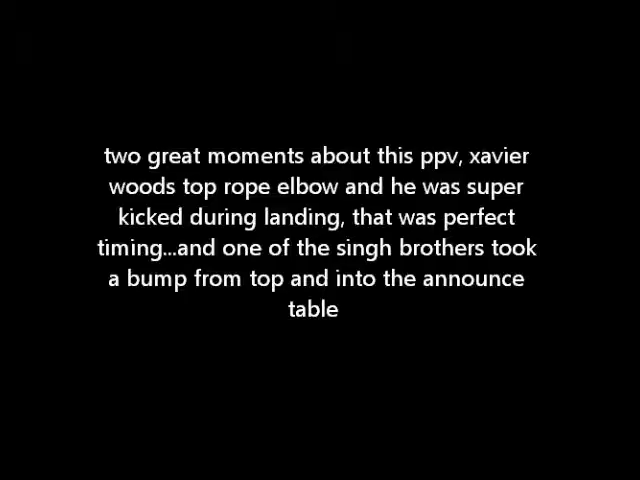 two great moments about this ppv, xavier
woods top rope elbow and he was super
kicked during landing, that was perfect
timing...and one of the singh brothers took
a bump from top and into the announce
table